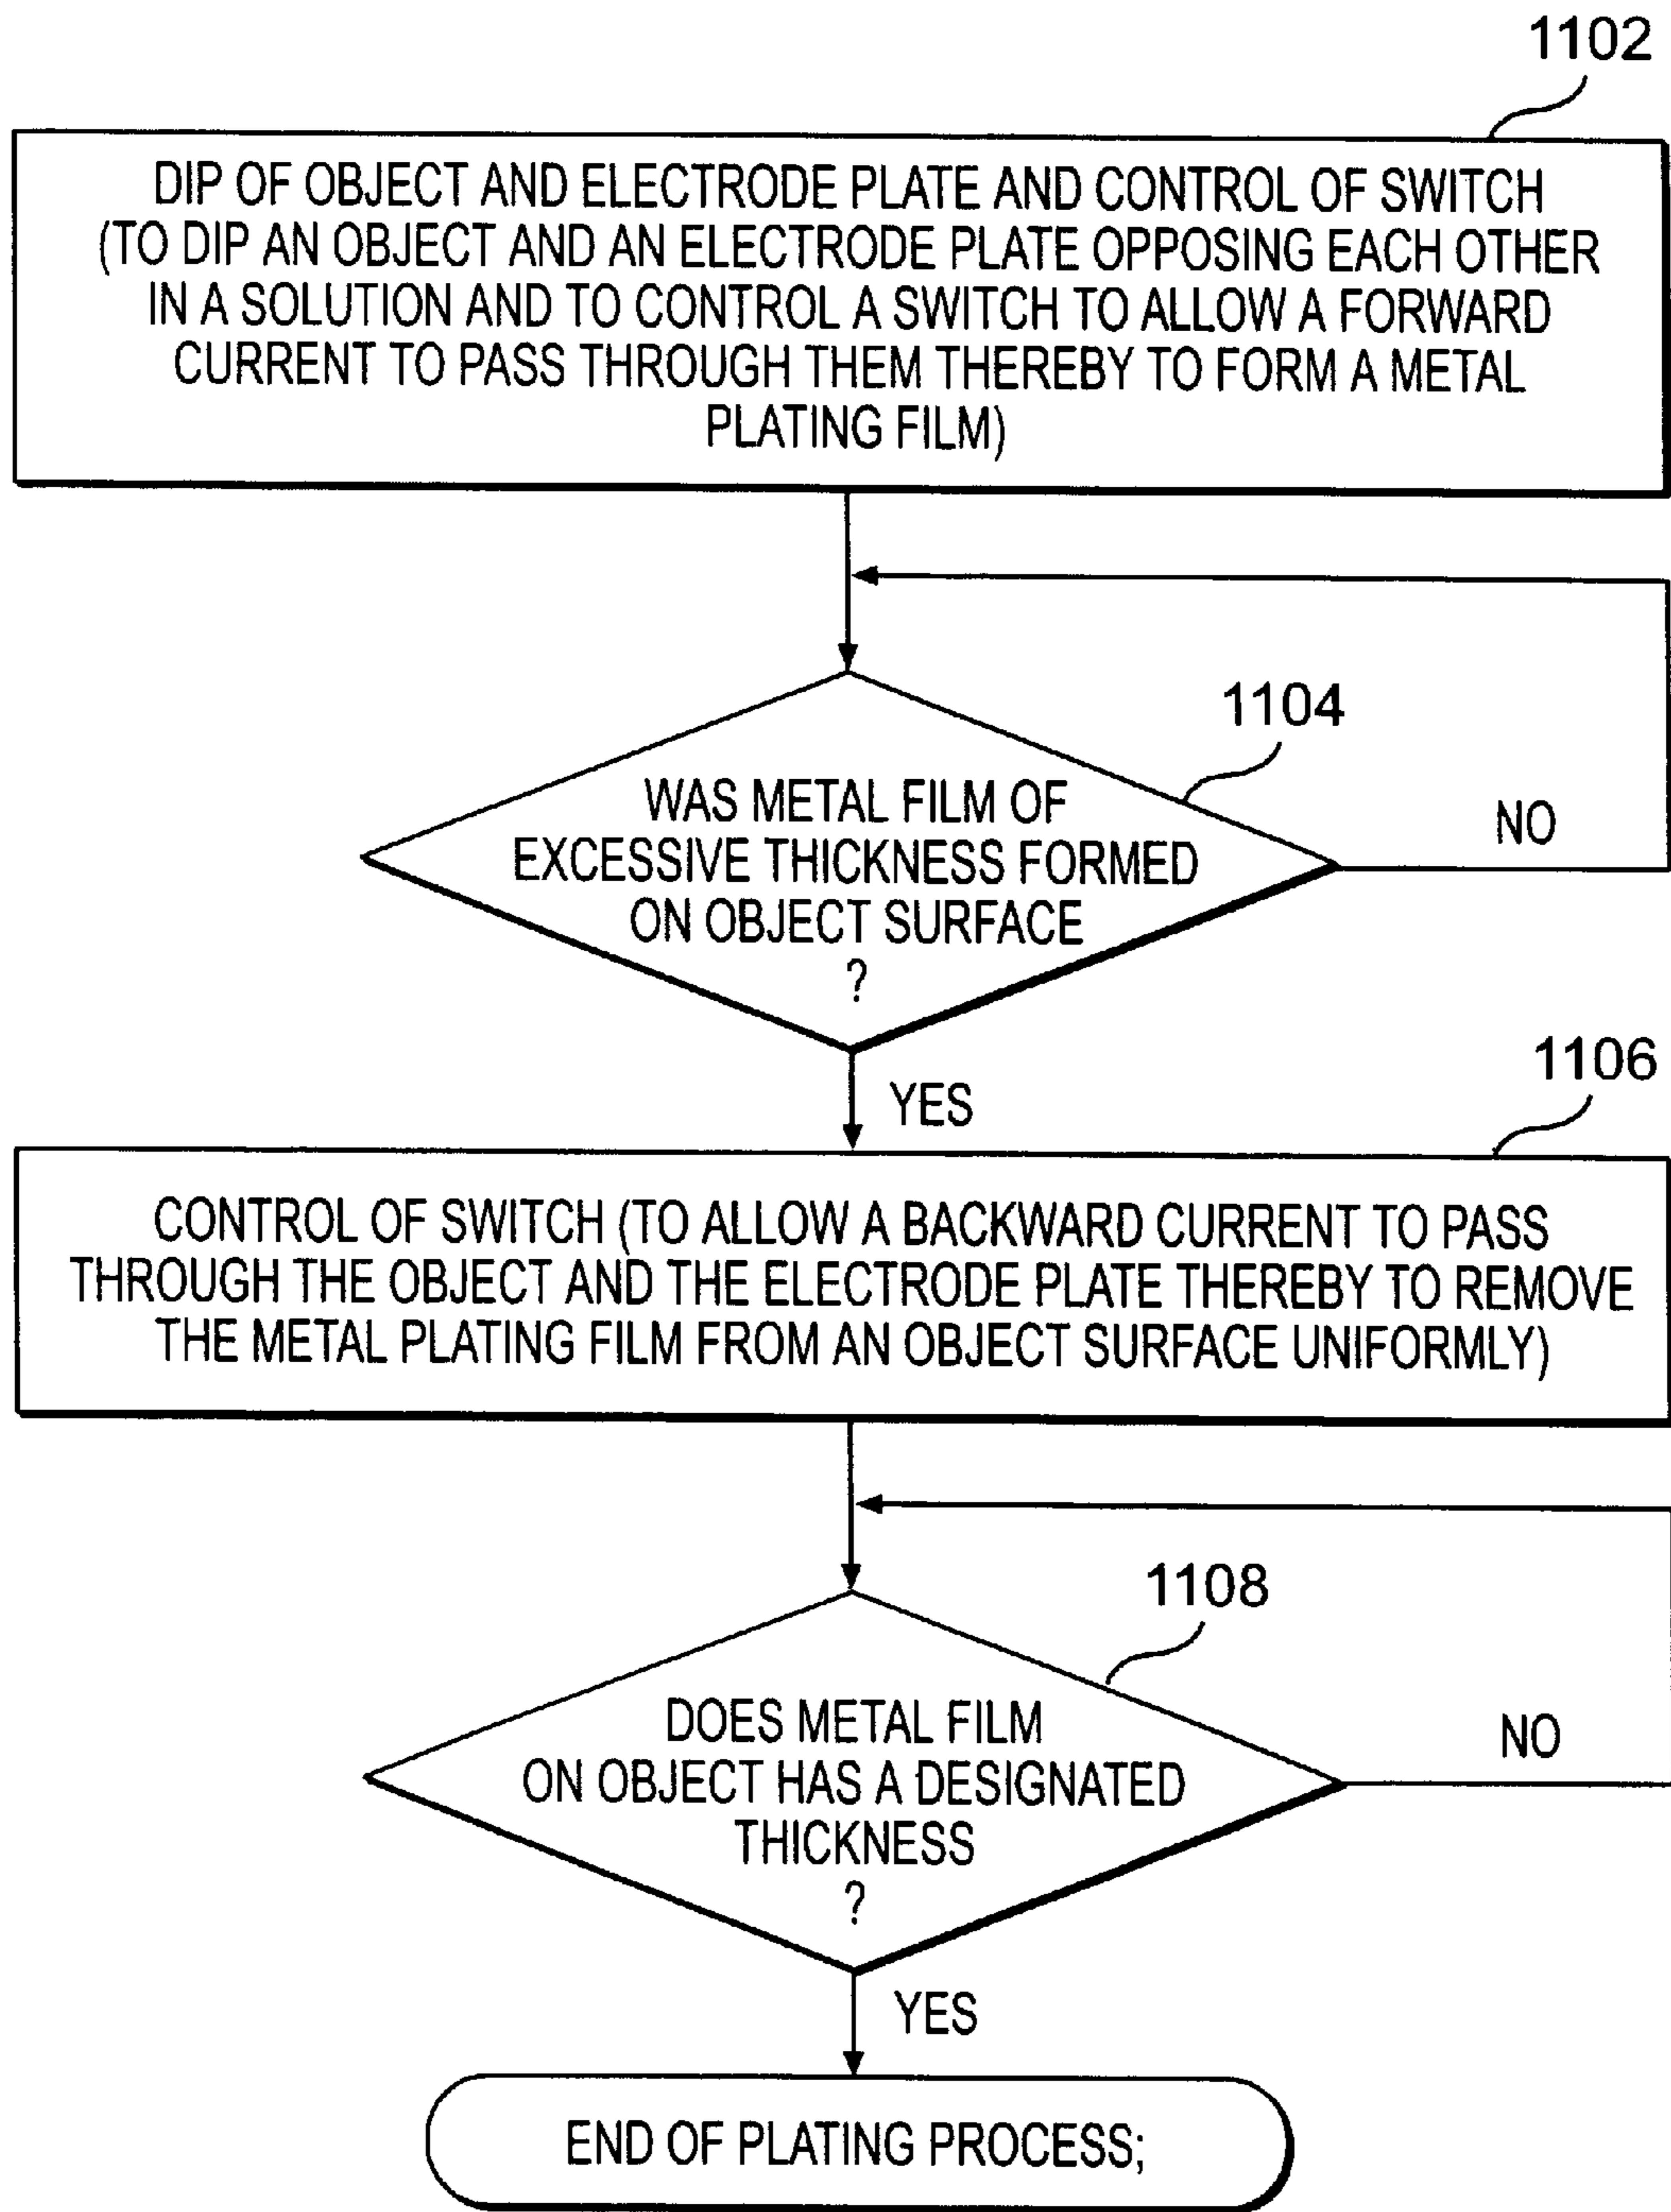 1102
DIP OF OBJECT AND ELECTRODE PLATE AND CONTROL OF SWITCH
(TO DIP AN OBJECT AND AN ELECTRODE PLATE OPPOSING EACH OTHER
IN A SOLUTION AND TO CONTROL A SWITCH TO ALLOW A FORWARD
CURRENT TO PASS THROUGH THEM THEREBY TO FORM A METAL
PLATING FILM)
1104
WAS METAL FILM OF
EXCESSIVE THICKNESS FORMED
ON OBJECT SURFACE
?
NO
YES
1106
CONTROL OF SWITCH (TO ALLOW A BACKWARD CURRENT TO PASS
THROUGH THE OBJECT AND THE ELECTRODE PLATE THEREBY TO REMOVE
THE METAL PLATING FILM FROM AN OBJECT SURFACE UNIFORMLY)
1108
DOES METAL FILM
ON OBJECT HAS A DESIGNATED
THICKNESS
?
NO
YES
END OF PLATING PROCESS;